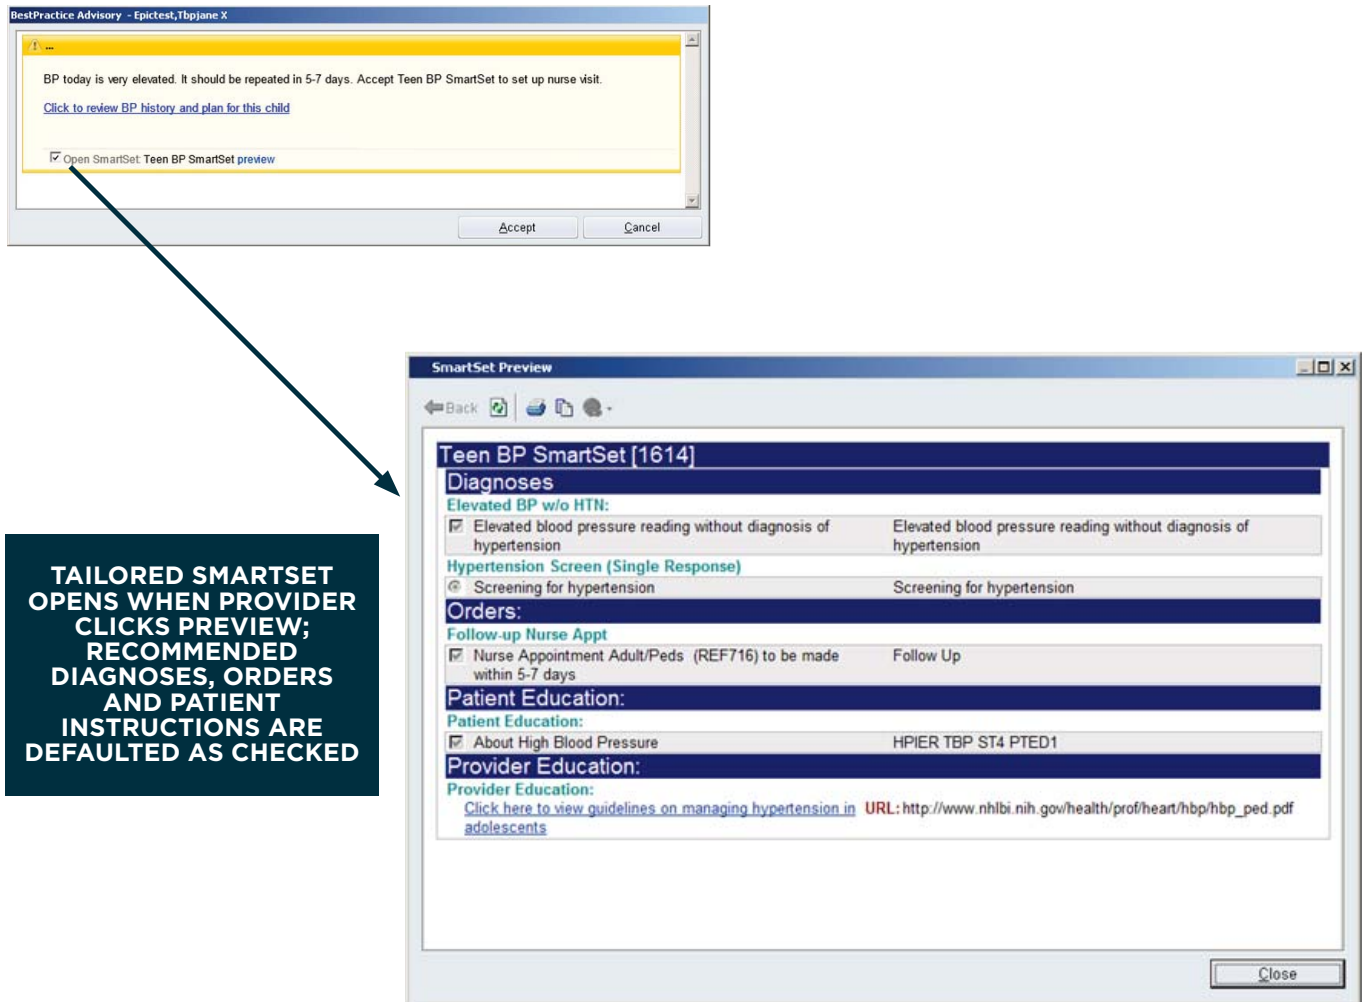 BestPractice Advisory - Epictest,Tbpjane X
...
BP today is very elevated. It should be repeated in 5-7 days. Accept Teen BP SmartSet to set up nurse visit.
Click to review BP history and plan for this child
Open SmartSet: Teen BP SmartSet preview
Accept Cancel
SmartSet Preview
Back
Teen BP SmartSet [1614]
Diagnoses
Elevated BP w/o HTN:
Elevated blood pressure reading without diagnosis of Elevated blood pressure reading without diagnosis of
hypertension hypertension
Hypertension Screen (Single Response)
Screening for hypertension Screening for hypertension
Orders:
Follow-up Nurse Appt
Nurse Appointment Adult/Peds (REF716) to be made Follow Up
within 5-7 days
Patient Education:
Patient Education:
About High Blood Pressure HPIER TBP ST4 PTED1
Provider Education:
Provider Education:
Click here to view guidelines on managing hypertension in URL: http://www.nhlbi.nih.gov/health/prof/heart/hbp/hbp_ped.pdf
adolescents
Close
TAILORED SMARTSET
OPENS WHEN PROVIDER
CLICKS PREVIEW;
RECOMMENDED
DIAGNOSES, ORDERS
AND PATIENT
INSTRUCTIONS ARE
DEFAULTED AS CHECKED